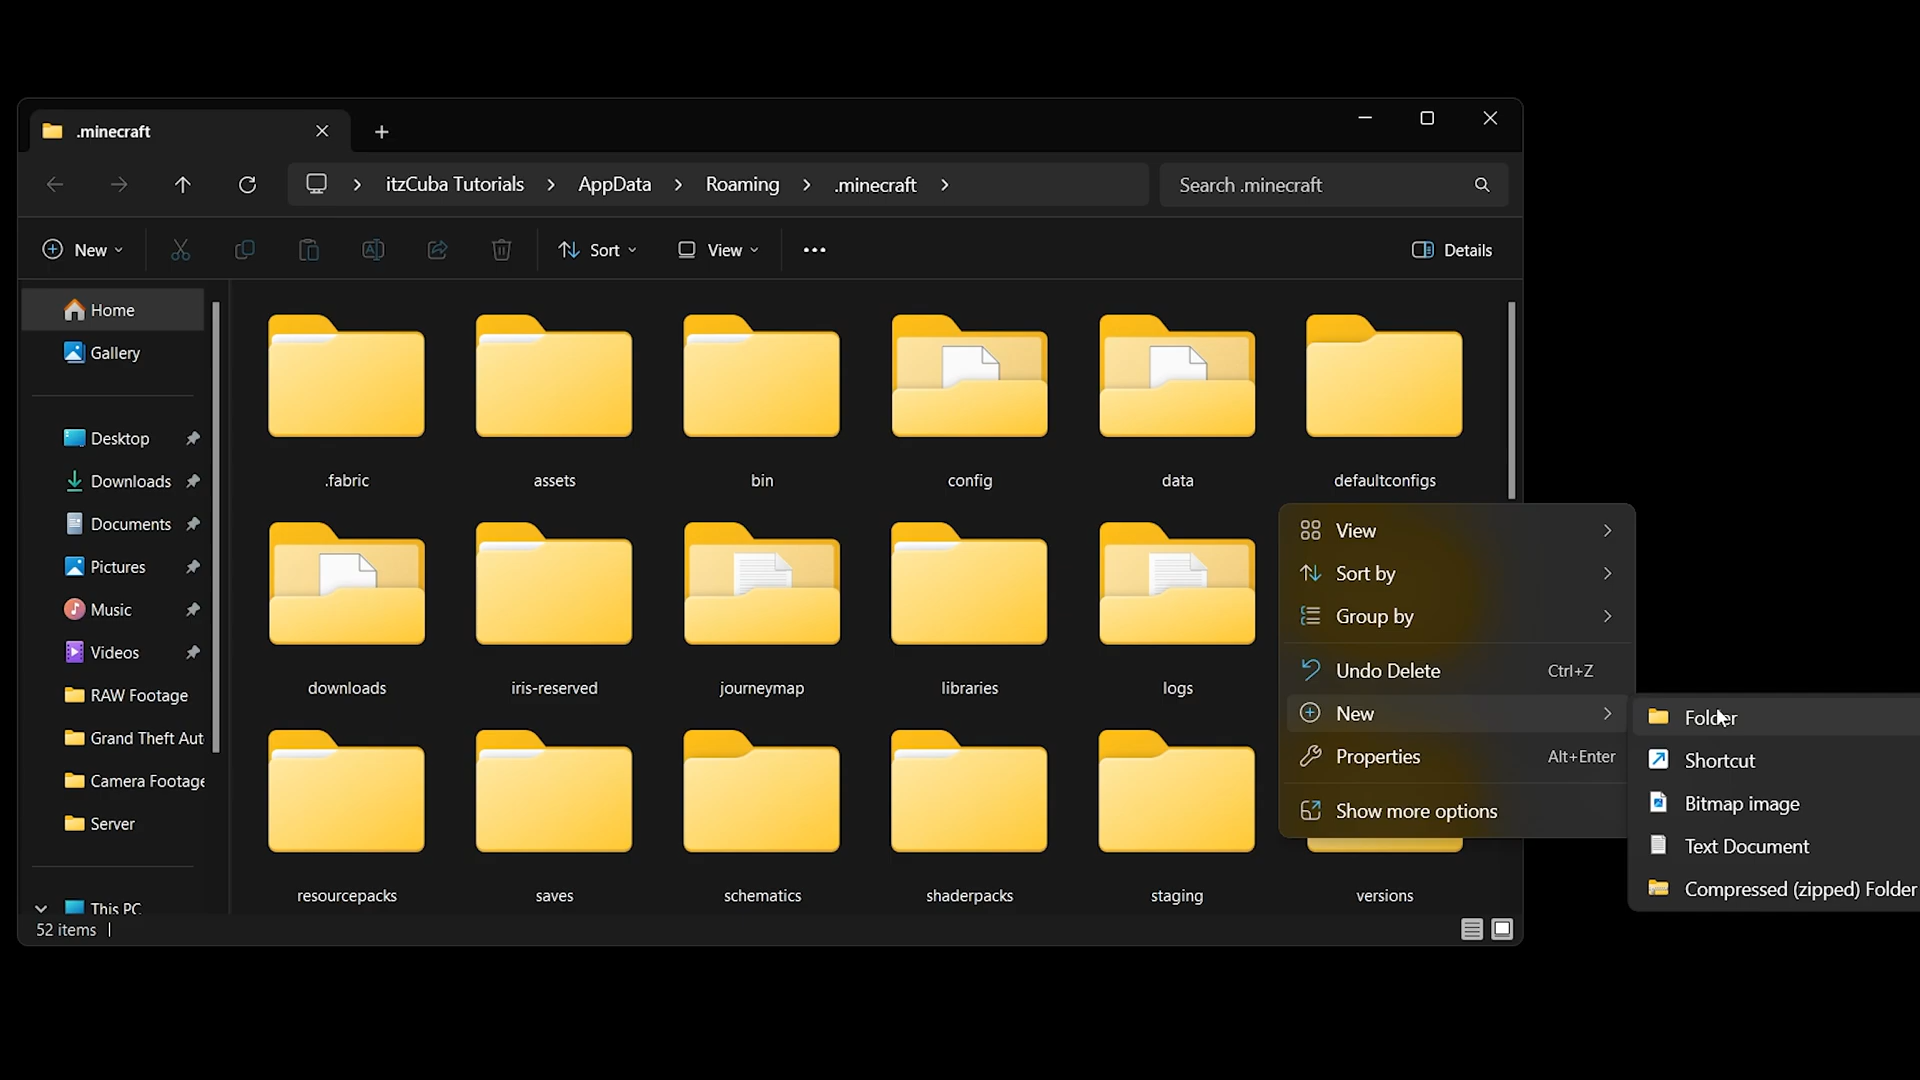 .minecraft
itzCuba Tutorials > AppData > Roaming > .minecraft >
Search .minecraft
New
Sort
View
Details
Home
Gallery
Desktop
Downloads
Documents
Pictures
Music
Videos
RAW Footage
Grand Theft Aut
Camera Footage
Server
This PC
.fabric
assets
bin
config
data
defaultconfigs
downloads
iris-reserved
journeymap
libraries
logs
resourcepacks
saves
schematics
shaderpacks
staging
versions
View
Sort by
Group by
Undo Delete Ctrl+Z
New
Properties Alt+Enter
Show more options
Folder
Shortcut
Bitmap image
Text Document
Compressed (zipped) Folder
52 items